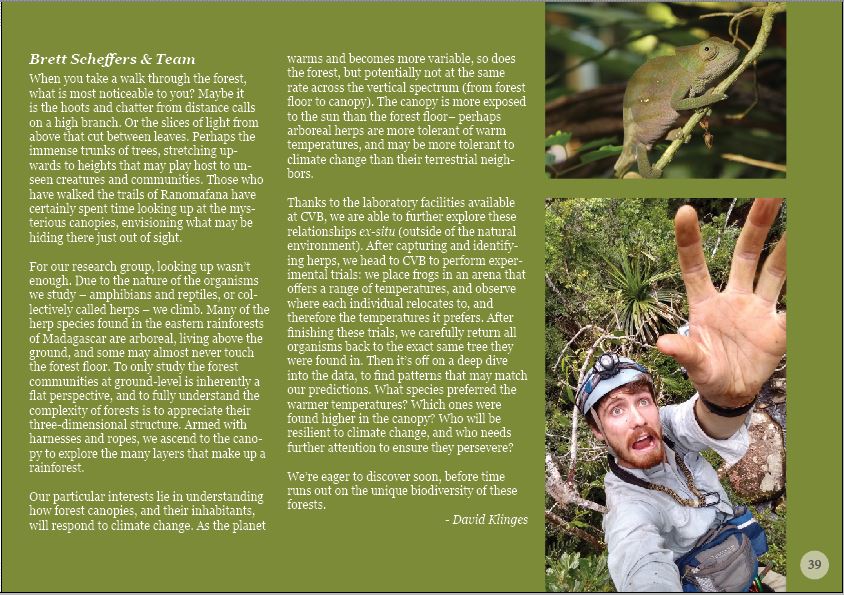 Brett Scheffers & Team
When you take a walk through the forest,
what is most noticeable to you? Maybe it
is the hoots and chatter from distance calls
on a high branch. Or the slices of light from
above that cut between leaves. Perhaps the
immense trunks of trees, stretching up-
wards to heights that may play host to un-
seen creatures and communities. Those who
have walked the trails of Ranomafana have
certainly spent time looking up at the mys-
terious canopies, envisioning what may be
hiding there just out of sight.
For our research group, looking up wasn't
enough. Due to the nature of the organisms
we study – amphibians and reptiles, or col-
lectively called herps – we climb. Many of the
herp species found in the eastern rainforests
of Madagascar are arboreal, living above the
ground, and some may almost never touch
the forest floor. To only study the forest
communities at ground-level is inherently a
flat perspective, and to fully understand the
complexity of forests is to appreciate their
three-dimensional structure. Armed with
harnesses and ropes, we ascend to the cano-
py to explore the many layers that make up a
rainforest.
Our particular interests lie in understanding
how forest canopies, and their inhabitants,
will respond to climate change. As the planet
warms and becomes more variable, so does
the forest, but potentially not at the same
rate across the vertical spectrum (from forest
floor to canopy). The canopy is more exposed
to the sun than the forest floor– perhaps
arboreal herps are more tolerant of warm
temperatures, and may be more tolerant to
climate change than their terrestrial neigh-
bors.
Thanks to the laboratory facilities available
at CVB, we are able to further explore these
relationships ex-situ (outside of the natural
environment). After capturing and identify-
ing herps, we head to CVB to perform exper-
imental trials: we place frogs in an arena that
offers a range of temperatures, and observe
where each individual relocates to, and
therefore the temperatures it prefers. After
finishing these trials, we carefully return all
organisms back to the exact same tree they
were found in. Then it's off on a deep dive
into the data, to find patterns that may match
our predictions. What species preferred the
warmer temperatures? Which ones were
found higher in the canopy? Who will be
resilient to climate change, and who needs
further attention to ensure they persevere?
We're eager to discover soon, before time
runs out on the unique biodiversity of these
forests.
- David Klinges
39